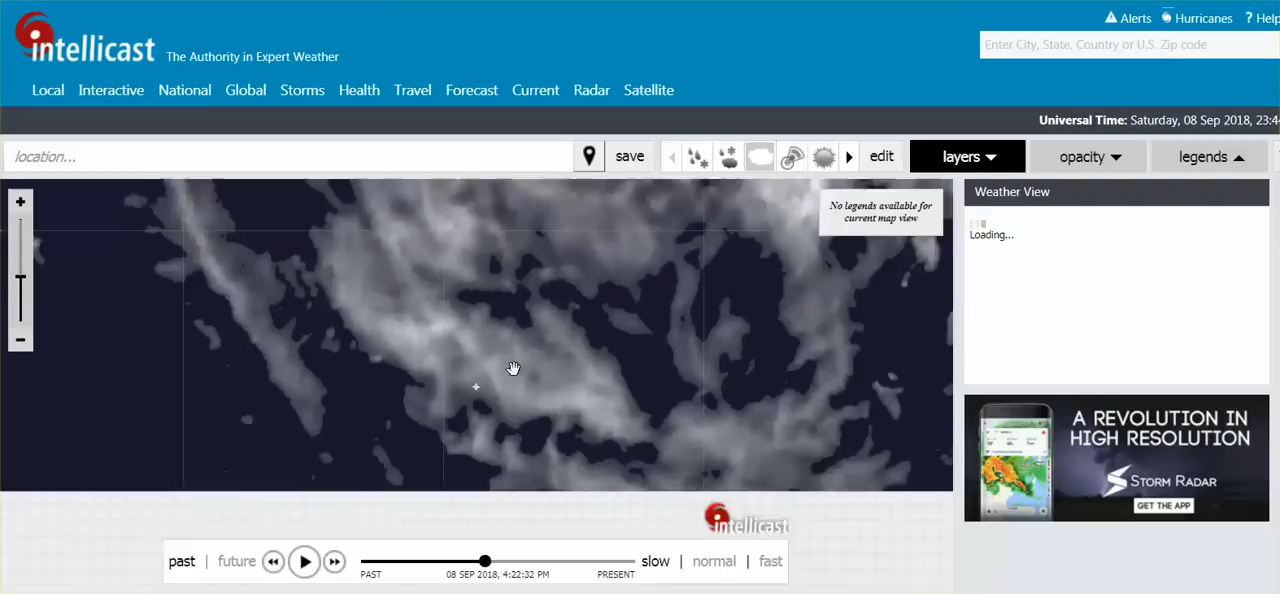 Alerts Hurricanes ? Help
intellicast The Authority in Expert Weather
Enter City, State, Country or U.S. Zip code
Local Interactive National Global Storms Health Travel Forecast Current Radar Satellite
Universal Time: Saturday, 08 Sep 2018, 23:4
location... save edit layers opacity legends
No legends available for
current map view
Weather View
Loading...
A REVOLUTION IN
HIGH RESOLUTION
STORM RADAR
GET THE APP
intellicast
past | future slow | normal | fast
PAST 08 SEP 2018, 4:22:32 PM PRESENT